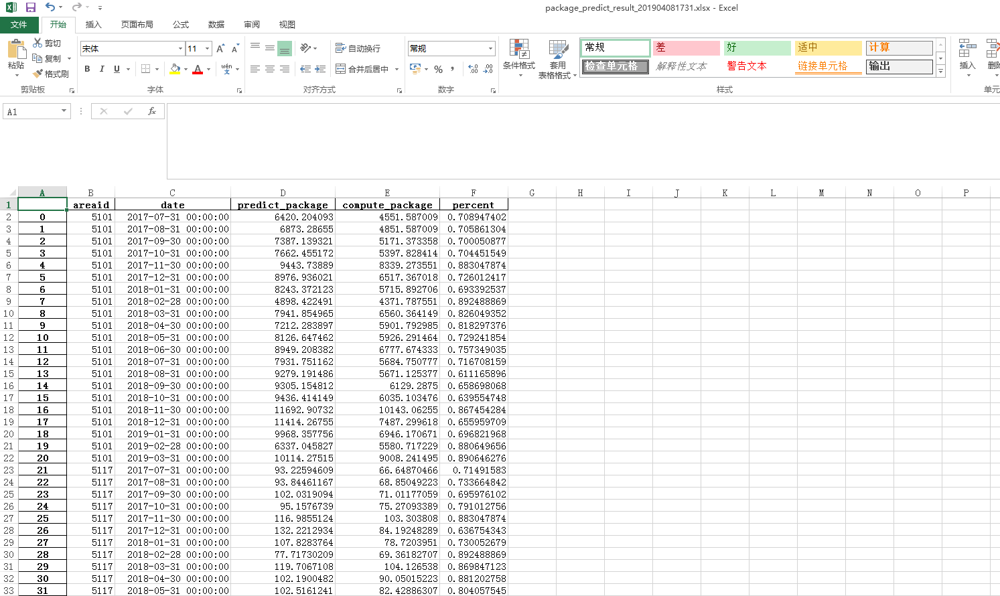 package_predict_result_201904081731.xlsx - Excel
文件 开始 插入 页面布局 公式 数据 审阅 视图
粘贴 剪切 复制 格式刷 剪贴板
宋体 11 B I U A wén 文 字体
自动换行 合并后居中 对齐方式
常规 % 数字
条件格式 套用 表格格式
常规 差 好 适中 计算
检查单元格 解释性文本 警告文本 链接单元格 输出
样式
插入 删除 单元
A1 fx
A B C D E F G H I J K L M N O P
1 areaid date predict_package compute_package percent
2 0 5101 2017-07-31 00:00:00 6420.204093 4551.587009 0.708947402
3 1 5101 2017-08-31 00:00:00 6873.28655 4851.587009 0.705861304
4 2 5101 2017-09-30 00:00:00 7387.139321 5171.373358 0.700050877
5 3 5101 2017-10-31 00:00:00 7662.455172 5397.828414 0.704451549
6 4 5101 2017-11-30 00:00:00 9443.73889 8339.273551 0.883047874
7 5 5101 2017-12-31 00:00:00 8976.936021 6517.367018 0.726012417
8 6 5101 2018-01-31 00:00:00 8243.372123 5715.892706 0.693392537
9 7 5101 2018-02-28 00:00:00 4898.422491 4371.787551 0.892488869
10 8 5101 2018-03-31 00:00:00 7941.854965 6560.364149 0.826049352
11 9 5101 2018-04-30 00:00:00 7212.283897 5901.792985 0.818297376
12 10 5101 2018-05-31 00:00:00 8126.647462 5926.291464 0.729241854
13 11 5101 2018-06-30 00:00:00 8949.208382 6777.674333 0.757349035
14 12 5101 2018-07-31 00:00:00 7931.751162 5684.750777 0.716708159
15 13 5101 2018-08-31 00:00:00 9279.191486 5671.125377 0.611165896
16 14 5101 2018-09-30 00:00:00 9305.154812 6129.2875 0.658698068
17 15 5101 2018-10-31 00:00:00 9436.414149 6035.103476 0.639554748
18 16 5101 2018-11-30 00:00:00 11692.90732 10143.06255 0.867454284
19 17 5101 2018-12-31 00:00:00 11414.26755 7487.299618 0.655959709
20 18 5101 2019-01-31 00:00:00 9968.357756 6946.170671 0.696821968
21 19 5101 2019-02-28 00:00:00 6337.045827 5580.717229 0.880649656
22 20 5101 2019-03-31 00:00:00 10114.27515 9008.241495 0.890646276
23 21 5117 2017-07-31 00:00:00 93.22594609 66.64870466 0.71491583
24 22 5117 2017-08-31 00:00:00 93.84461167 68.85049223 0.733664842
25 23 5117 2017-09-30 00:00:00 102.0319094 71.01177059 0.695976102
26 24 5117 2017-10-31 00:00:00 95.1576739 75.27093389 0.791012756
27 25 5117 2017-11-30 00:00:00 116.9855124 103.303808 0.883047874
28 26 5117 2017-12-31 00:00:00 132.2212934 84.19248289 0.636754343
29 27 5117 2018-01-31 00:00:00 107.8283764 78.7203951 0.730052679
30 28 5117 2018-02-28 00:00:00 77.71730209 69.36182707 0.892488869
31 29 5117 2018-03-31 00:00:00 119.7067108 104.126538 0.869847123
32 30 5117 2018-04-30 00:00:00 102.1900482 90.05015223 0.881202758
33 31 5117 2018-05-31 00:00:00 102.5161241 82.42886307 0.804057545